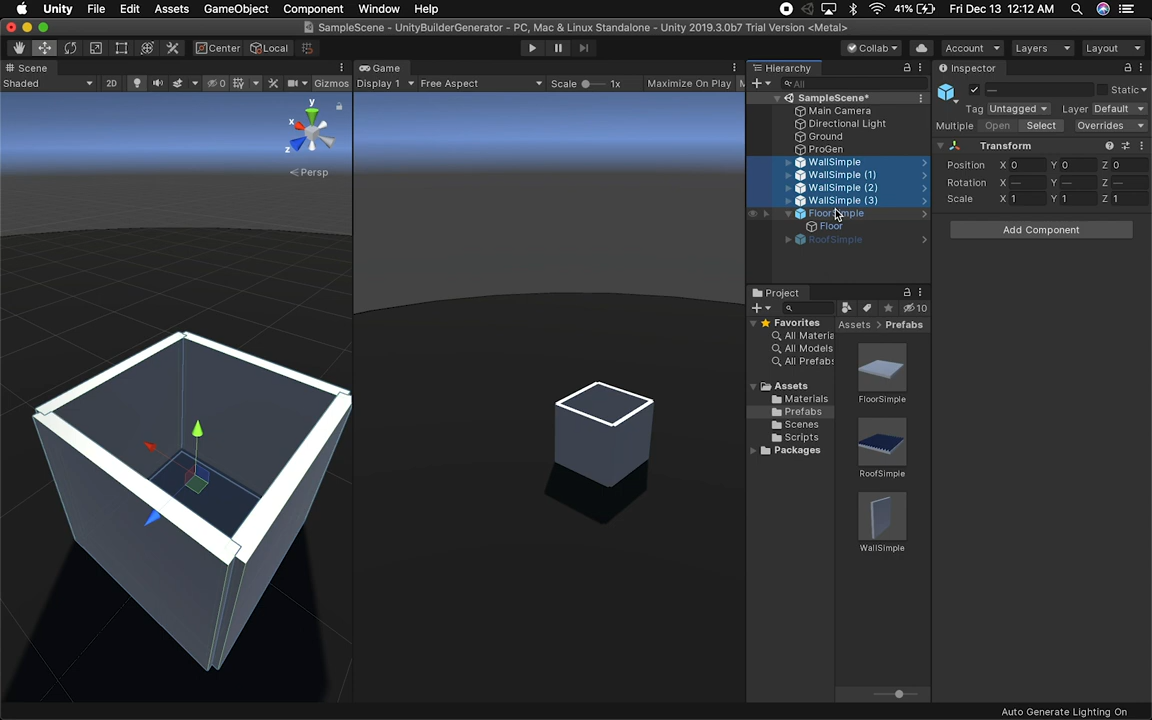 Unity File Edit Assets GameObject Component Window Help 41% Fri Dec 13 12:12 AM
SampleScene - UnityBuilderGenerator - PC, Mac & Linux Standalone - Unity 2019.3.0b7 Trial Version <Metal>
Center Local Collab Account Layers Layout
Scene Game Hierarchy Inspector
Shaded 2D 0 Gizmos Display 1 Free Aspect Scale 1x Maximize On Play M All
— Static
SampleScene*
Main Camera
Directional Light
Ground
ProGen
WallSimple
WallSimple (1)
WallSimple (2)
WallSimple (3)
FloorSimple
Floor
RoofSimple
Tag Untagged Layer Default
Multiple Open Select Overrides
Transform
Position X 0 Y 0 Z 0
Rotation X — Y — Z —
Scale X 1 Y 1 Z 1
Add Component
y
x
z
Persp
Project
10
Favorites
All Materia
All Models
All Prefabs
Assets
Materials
Prefabs
Scenes
Scripts
Packages
Assets > Prefabs
FloorSimple
RoofSimple
WallSimple
Auto Generate Lighting On